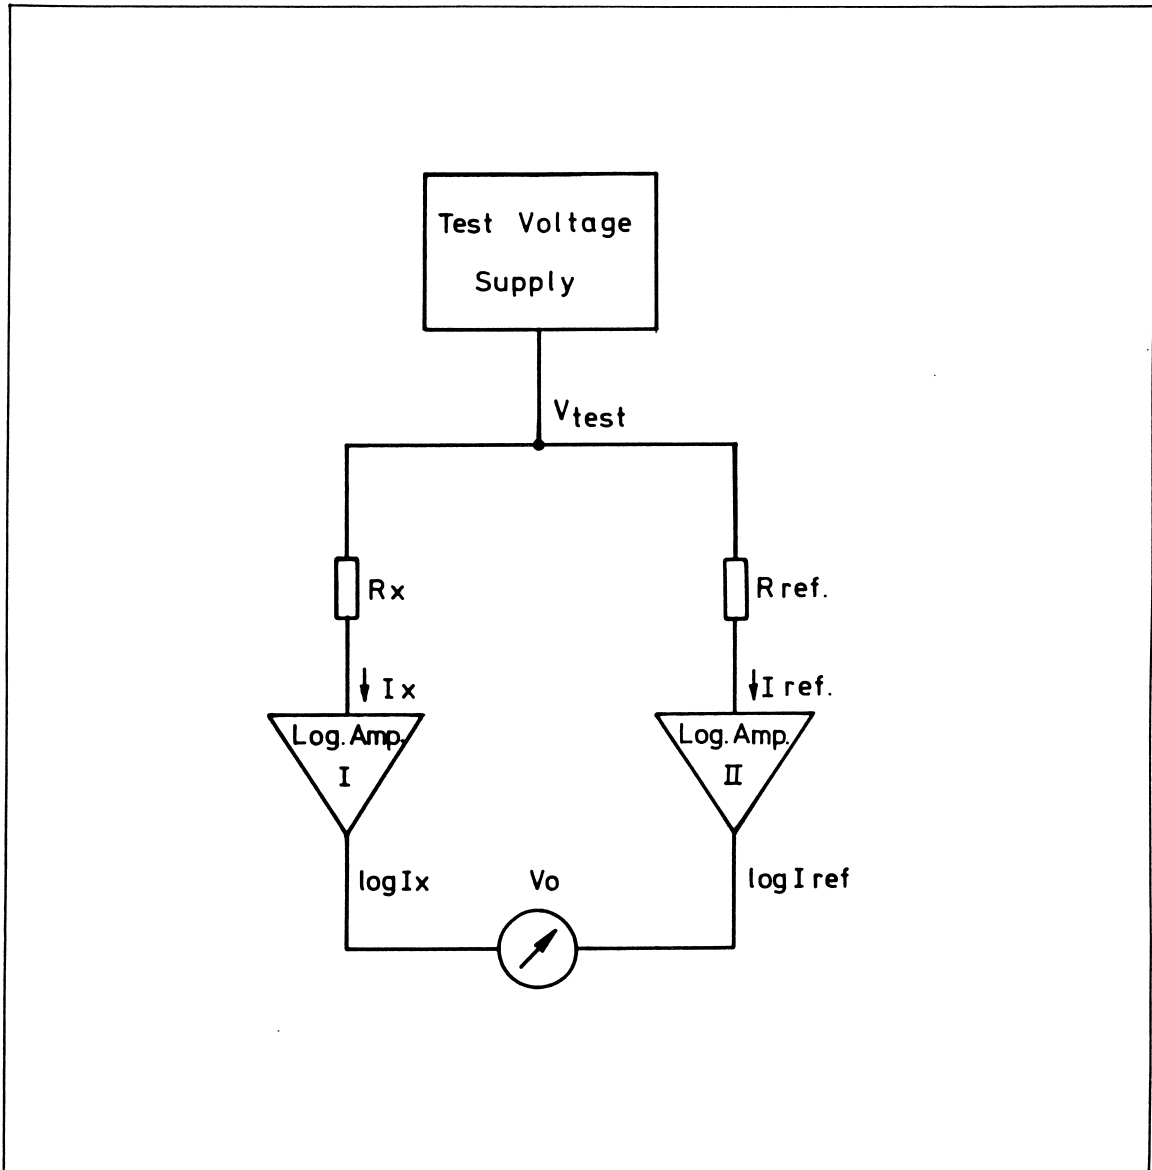 Test Voltage
Supply
Vtest
Rx
R ref.
Ix
I ref.
Log. Amp.
I
Log. Amp.
II
log Ix
Vo
log I ref